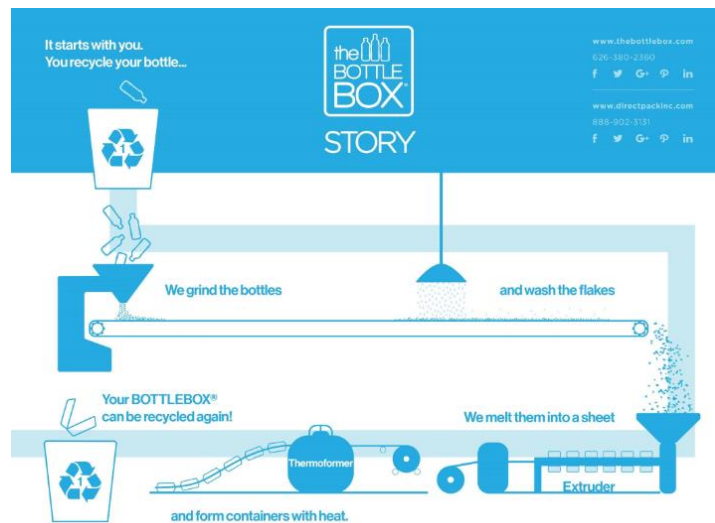 It starts with you.
You recycle your bottle...
the
BOTTLE
BOX®
STORY
www.thebottlebox.com
626-380-2360
f G+ in
www.directpackinc.com
888-902-3131
f G+ in
1
We grind the bottles
and wash the flakes
We melt them into a sheet
Extruder
Thermoformer
and form containers with heat.
Your BOTTLEBOX®
can be recycled again!
1